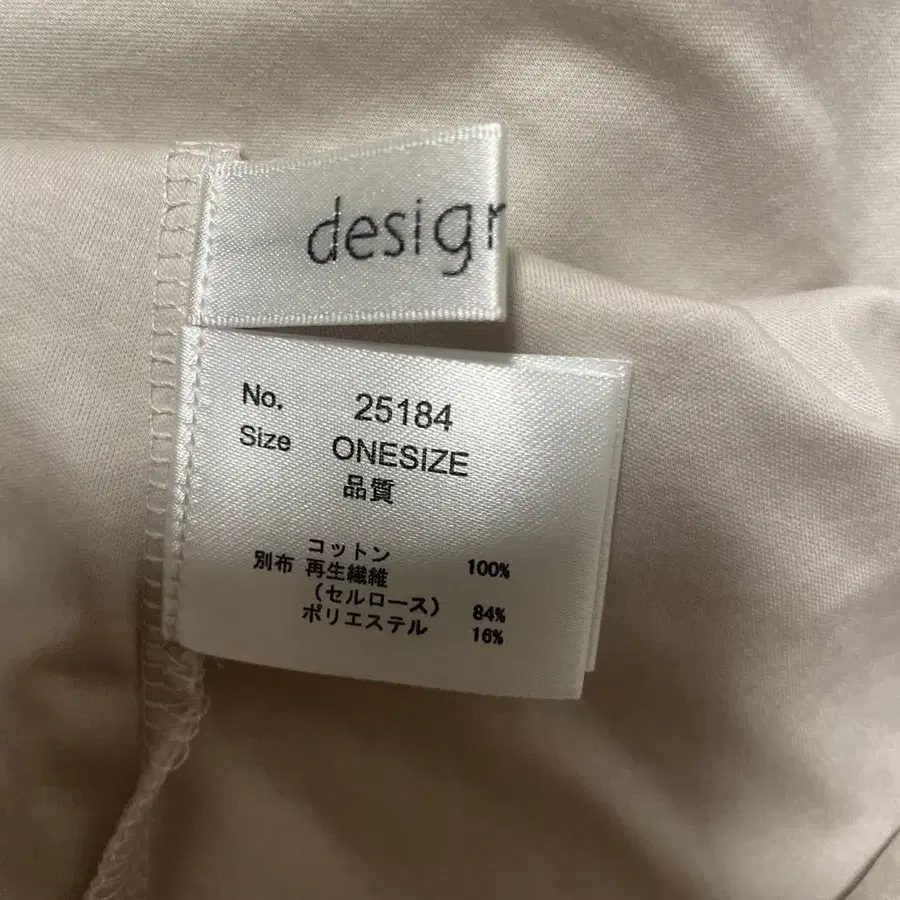 desigr
No. 25184
Size ONESIZE
品質
コットン 100%
別布 再生繊維
(セルロース) 84%
ポリエステル 16%